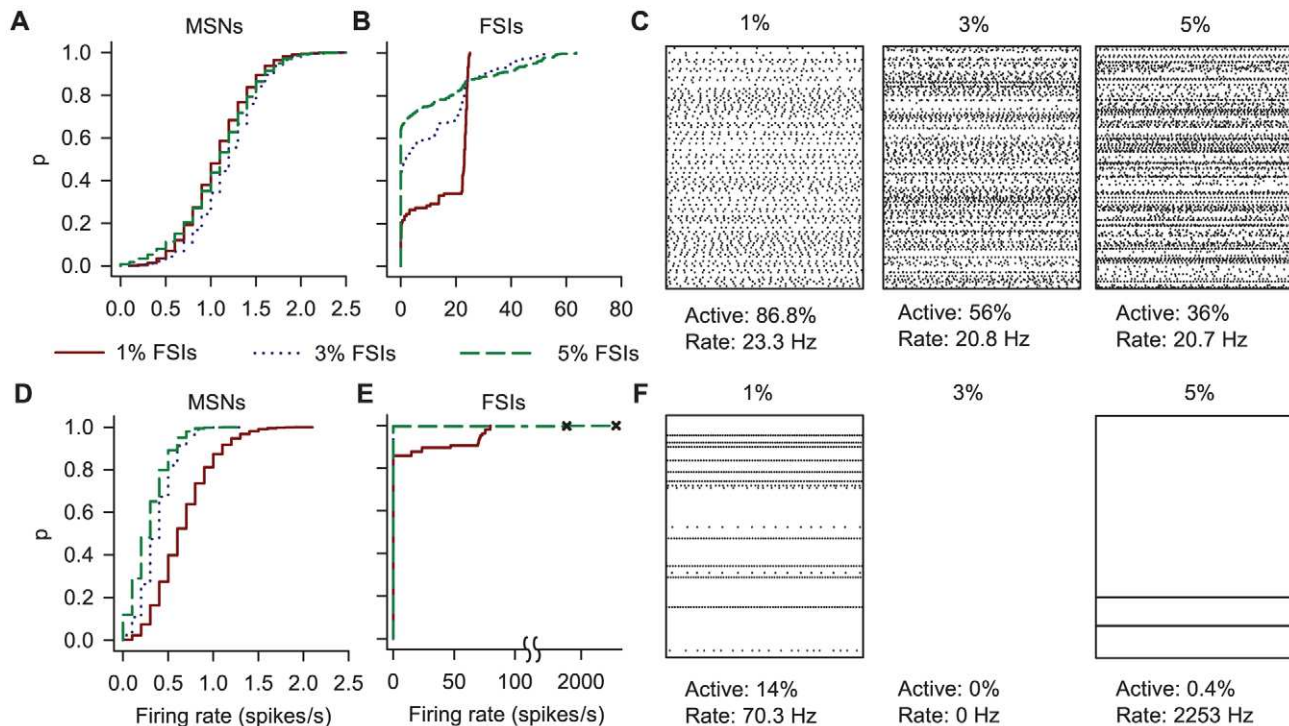 A
MSNs
B
FSIs
C
1%
3%
5%
p
1.0
0.8
0.6
0.4
0.2
0.0
0.0 0.5 1.0 1.5 2.0 2.5
0 20 40 60 80
Active: 86.8%
Rate: 23.3 Hz
Active: 56%
Rate: 20.8 Hz
Active: 36%
Rate: 20.7 Hz
1% FSIs
3% FSIs
5% FSIs
D
MSNs
E
FSIs
F
1%
3%
5%
p
1.0
0.8
0.6
0.4
0.2
0.0
0.0 0.5 1.0 1.5 2.0 2.5
Firing rate (spikes/s)
0 50 100 2000
Firing rate (spikes/s)
Active: 14%
Rate: 70.3 Hz
Active: 0%
Rate: 0 Hz
Active: 0.4%
Rate: 2253 Hz